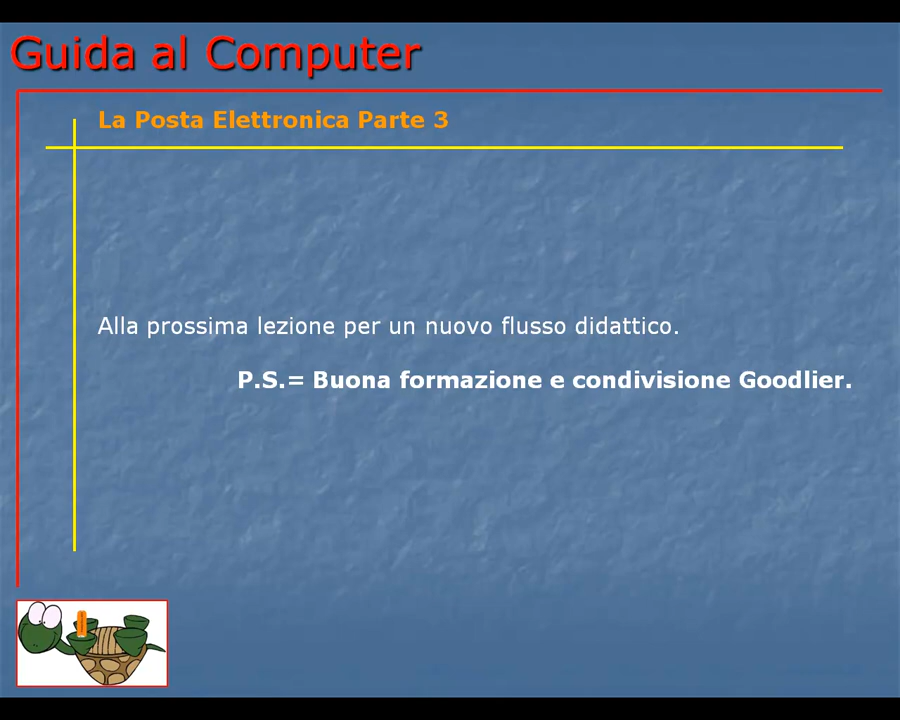 Guida al Computer
La Posta Elettronica Parte 3
Alla prossima lezione per un nuovo flusso didattico.
P.S.= Buona formazione e condivisione Goodlier.